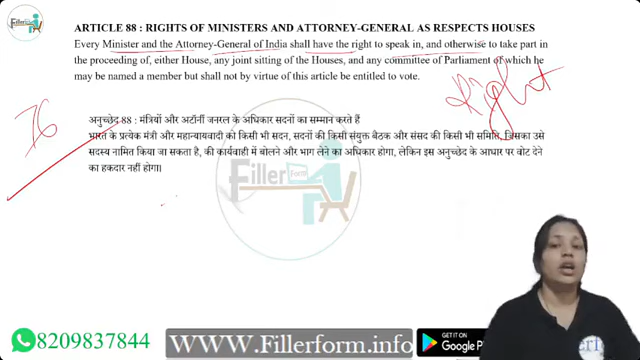 ARTICLE 88 : RIGHTS OF MINISTERS AND ATTORNEY-GENERAL AS RESPECTS HOUSES
Every Minister and the Attorney-General of India shall have the right to speak in, and otherwise to take part in
the proceeding of, either House, any joint sitting of the Houses, and any committee of Parliament of which he
may be named a member but shall not by virtue of this article be entitled to vote.
Right
76
अनुच्छेद 88 : मंत्रियों और अटॉर्नी जनरल के अधिकार सदनों का सम्मान करते हैं
भारत के प्रत्येक मंत्री और महान्यायवादी को किसी भी सदन, सदनों की किसी संयुक्त बैठक और संसद की किसी भी समिति, जिसका उसे
सदस्य नामित किया जा सकता है, की कार्यवाही में बोलने और भाग लेने का अधिकार होगा, लेकिन इस अनुच्छेद के आधार पर वोट देने
का हकदार नहीं होगा।
Filler Form
8209837844
WWW.Fillerform.info
GET IT ON
Google